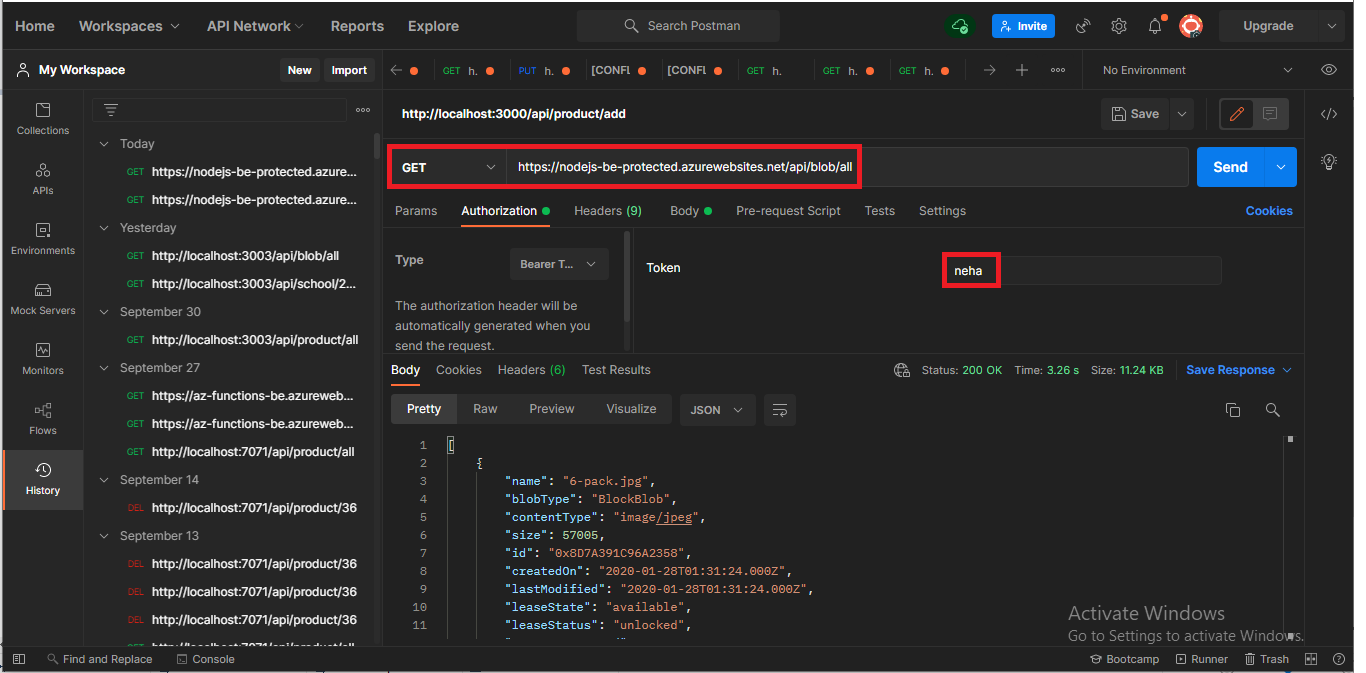 Home Workspaces API Network Reports Explore Search Postman Invite Upgrade
My Workspace New Import GET h. PUT h. [CONFL [CONFL GET h. GET h. GET h. No Environment
http://localhost:3000/api/product/add Save
GET https://nodejs-be-protected.azurewebsites.net/api/blob/all Send
Params Authorization Headers (9) Body Pre-request Script Tests Settings Cookies
Type Bearer T... Token neha
The authorization header will be
automatically generated when you
send the request.
Collections
APIs
Environments
Mock Servers
Monitors
Flows
History
Today
GET https://nodejs-be-protected.azure...
GET https://nodejs-be-protected.azure...
Yesterday
GET http://localhost:3003/api/blob/all
GET http://localhost:3003/api/school/2...
September 30
GET http://localhost:3003/api/product/all
September 27
GET https://az-functions-be.azureweb...
GET https://az-functions-be.azureweb...
GET http://localhost:7071/api/product/all
September 14
DEL http://localhost:7071/api/product/36
September 13
DEL http://localhost:7071/api/product/36
DEL http://localhost:7071/api/product/36
DEL http://localhost:7071/api/product/36
Body Cookies Headers (6) Test Results Status: 200 OK Time: 3.26 s Size: 11.24 KB Save Response
Pretty Raw Preview Visualize JSON
1 [
2 {
3 "name": "6-pack.jpg",
4 "blobType": "BlockBlob",
5 "contentType": "image/jpeg",
6 "size": 57005,
7 "id": "0x8D7A391C96A2358",
8 "createdOn": "2020-01-28T01:31:24.000Z",
9 "lastModified": "2020-01-28T01:31:24.000Z",
10 "leaseState": "available",
11 "leaseStatus": "unlocked",
Activate Windows
Go to Settings to activate Windows.
Find and Replace Console Bootcamp Runner Trash